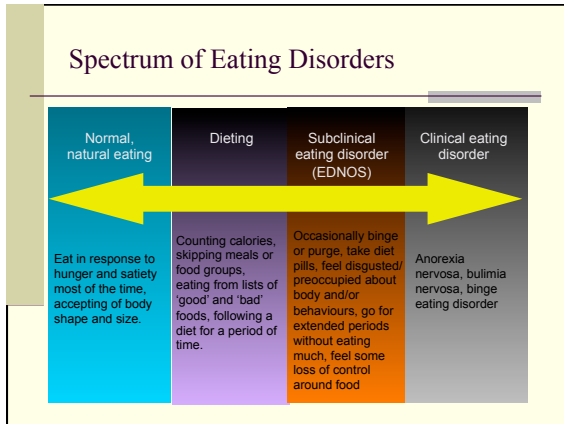 Spectrum of Eating Disorders
Normal,
natural eating
Dieting
Subclinical
eating disorder
(EDNOS)
Clinical eating
disorder
Eat in response to
hunger and satiety
most of the time,
accepting of body
shape and size.
Counting calories,
skipping meals or
food groups,
eating from lists of
‘good’ and ‘bad’
foods, following a
diet for a period of
time.
Occasionally binge
or purge, take diet
pills, feel disgusted/
preoccupied about
body and/or
behaviours, go for
extended periods
without eating
much, feel some
loss of control
around food
Anorexia
nervosa, bulimia
nervosa, binge
eating disorder